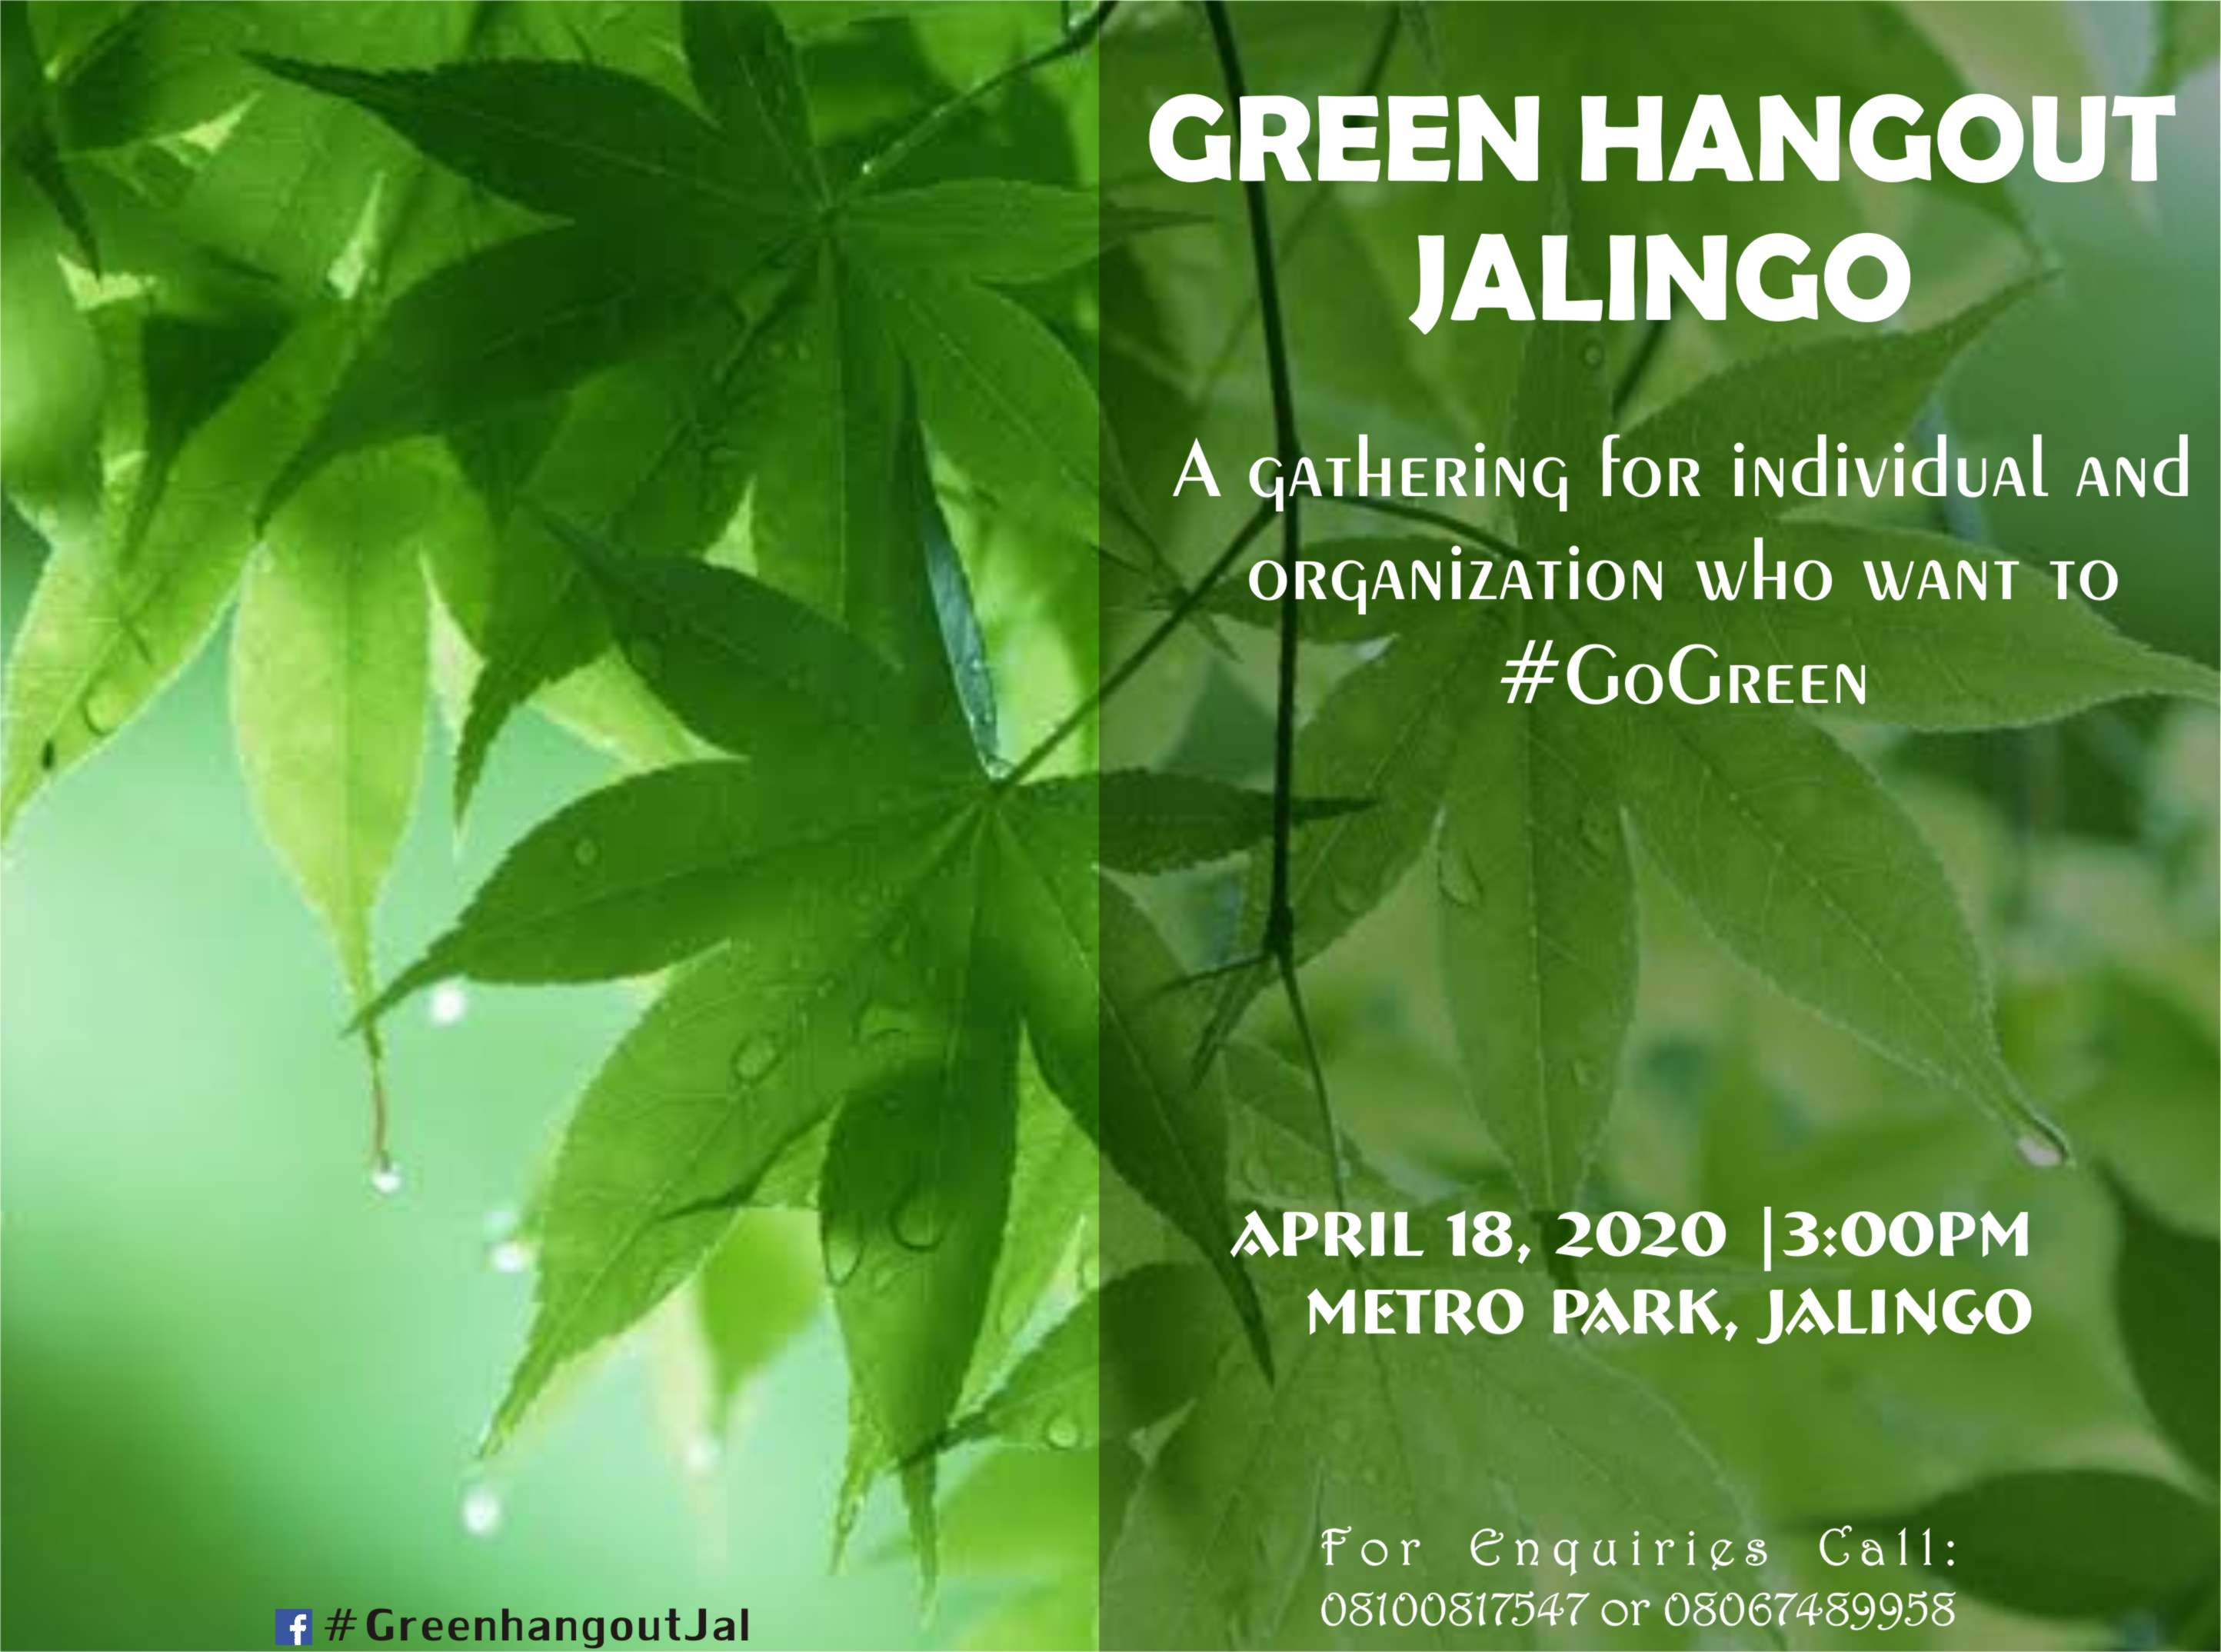 GREEN HANGOUT
JALINGO
A gathering for individual and
organization who want to
#GoGreen
APRIL 18, 2020 |3:00PM
METRO PARK, JALINGO
For Enquiries Call:
08100817547 or 08067489958
#GreenhangoutJal